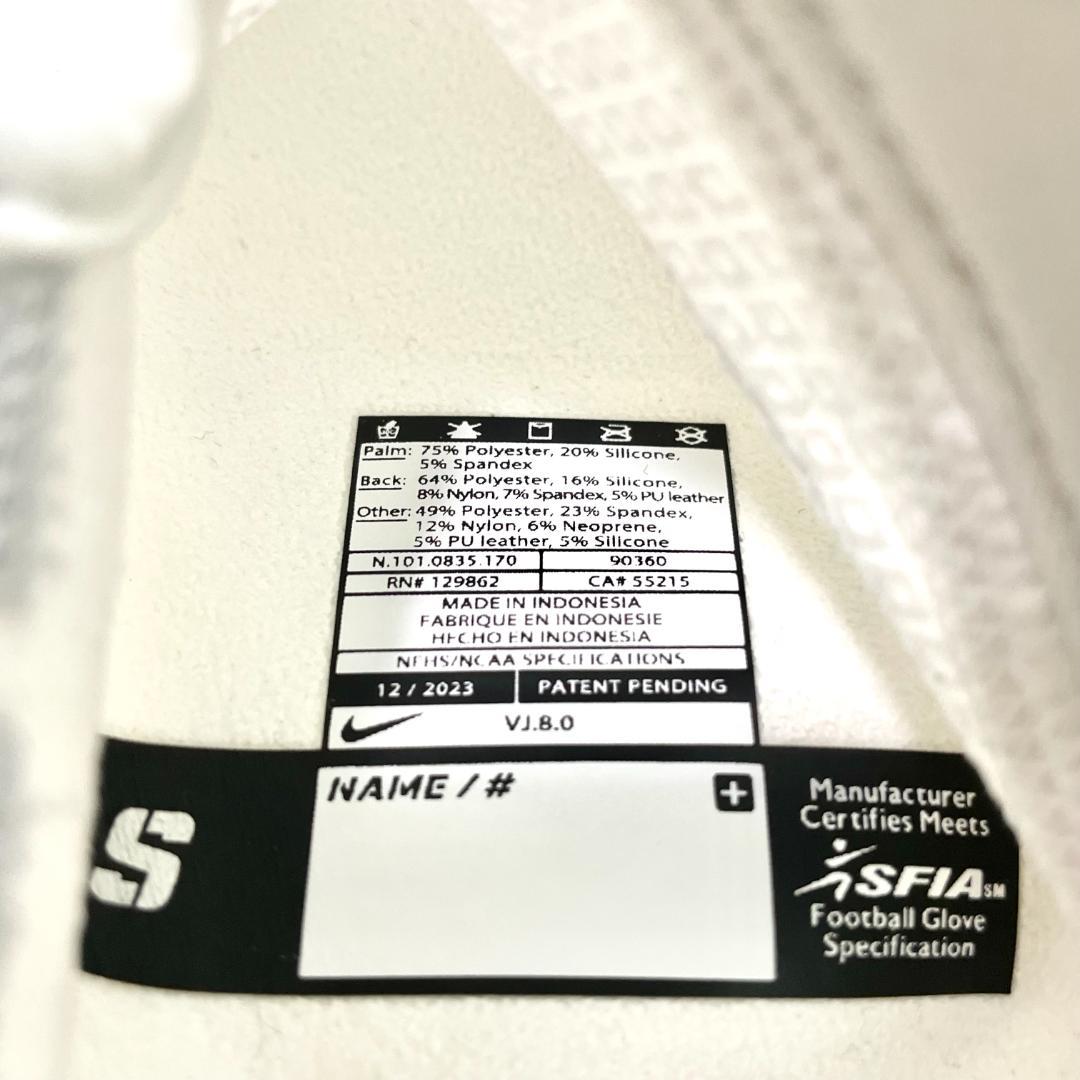 Palm: 75% Polyester, 20% Silicone,
5% Spandex
Back: 64% Polyester, 16% Silicone,
8% Nylon, 7% Spandex, 5% PU leather
Other: 49% Polyester, 23% Spandex,
12% Nylon, 6% Neoprene,
5% PU leather, 5% Silicone
N.101.0835.170 90360
RN# 129862 CA# 55215
MADE IN INDONESIA
FABRIQUE EN INDONESIE
HECHO EN INDONESIA
NFHS/NCAA SPECIFICATIONS
12 / 2023 PATENT PENDING
VJ.8.0
NAME / #
S
Manufacturer
Certifies Meets
SFIA SM
Football Glove
Specification